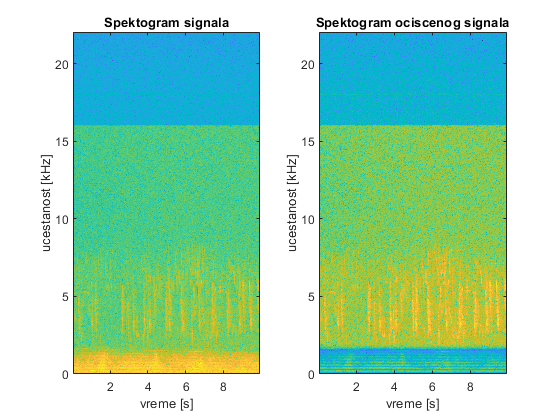 Spektogram signala
ucestanost [kHz]
20
15
10
5
0
2 4 6 8
vreme [s]
Spektogram ociscenog signala
ucestanost [kHz]
20
15
10
5
0
2 4 6 8
vreme [s]